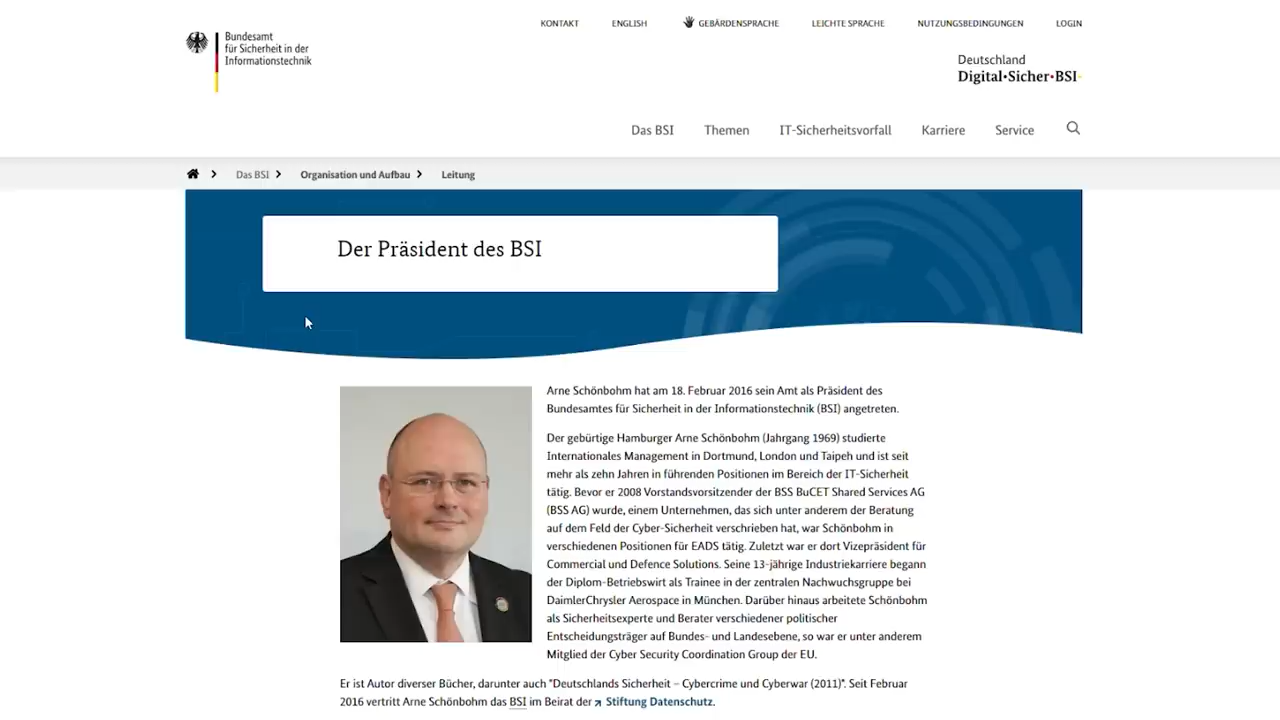 Bundesamt
für Sicherheit in der
Informationstechnik
KONTAKT ENGLISH GEBÄRDENSPRACHE LEICHTE SPRACHE NUTZUNGSBEDINGUNGEN LOGIN
Deutschland
Digital•Sicher•BSI•
Das BSI Themen IT-Sicherheitsvorfall Karriere Service
Das BSI Organisation und Aufbau Leitung
Der Präsident des BSI
Arne Schönbohm hat am 18. Februar 2016 sein Amt als Präsident des
Bundesamtes für Sicherheit in der Informationstechnik (BSI) angetreten.
Der gebürtige Hamburger Arne Schönbohm (Jahrgang 1969) studierte
Internationales Management in Dortmund, London und Taipeh und ist seit
mehr als zehn Jahren in führenden Positionen im Bereich der IT-Sicherheit
tätig. Bevor er 2008 Vorstandsvorsitzender der BSS BuCET Shared Services AG
(BSS AG) wurde, einem Unternehmen, das sich unter anderem der Beratung
auf dem Feld der Cyber-Sicherheit verschrieben hat, war Schönbohm in
verschiedenen Positionen für EADS tätig. Zuletzt war er dort Vizepräsident für
Commercial und Defence Solutions. Seine 13-jährige Industriekarriere begann
der Diplom-Betriebswirt als Trainee in der zentralen Nachwuchsgruppe bei
DaimlerChrysler Aerospace in München. Darüber hinaus arbeitete Schönbohm
als Sicherheitsexperte und Berater verschiedener politischer
Entscheidungsträger auf Bundes- und Landesebene, so war er unter anderem
Mitglied der Cyber Security Coordination Group der EU.
Er ist Autor diverser Bücher, darunter auch "Deutschlands Sicherheit – Cybercrime und Cyberwar (2011)". Seit Februar
2016 vertritt Arne Schönbohm das BSI im Beirat der Stiftung Datenschutz.